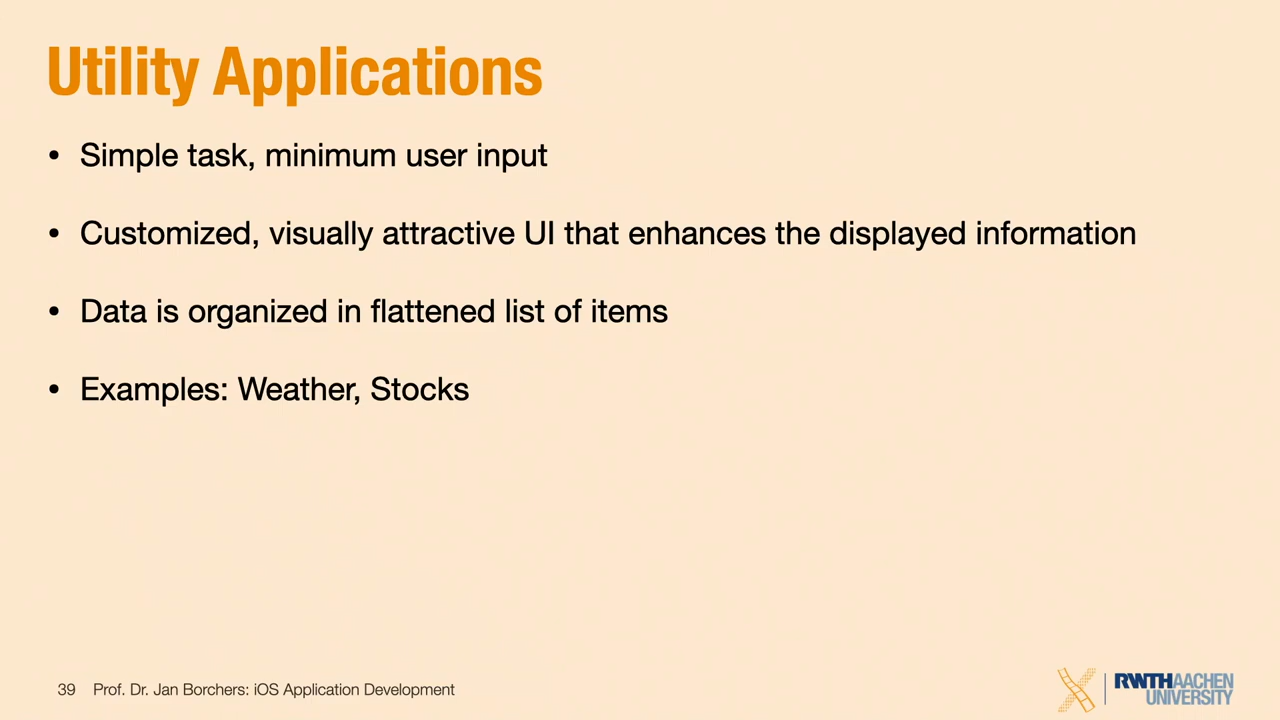 Utility Applications
• Simple task, minimum user input
• Customized, visually attractive UI that enhances the displayed information
• Data is organized in flattened list of items
• Examples: Weather, Stocks
39 Prof. Dr. Jan Borchers: iOS Application Development
RWTHAACHEN
UNIVERSITY